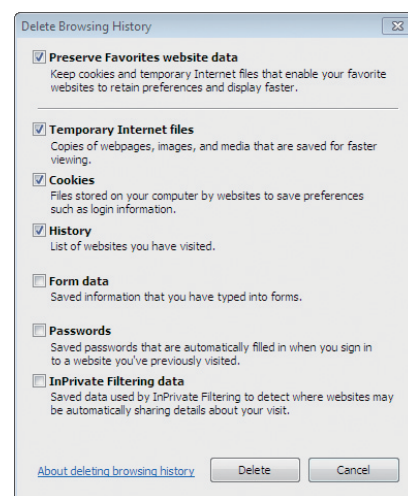 Delete Browsing History
Preserve Favorites website data
Keep cookies and temporary Internet files that enable your favorite
websites to retain preferences and display faster.
Temporary Internet files
Copies of webpages, images, and media that are saved for faster
viewing.
Cookies
Files stored on your computer by websites to save preferences
such as login information.
History
List of websites you have visited.
Form data
Saved information that you have typed into forms.
Passwords
Saved passwords that are automatically filled in when you sign in
to a website you've previously visited.
InPrivate Filtering data
Saved data used by InPrivate Filtering to detect where websites may
be automatically sharing details about your visit.
About deleting browsing history Delete Cancel